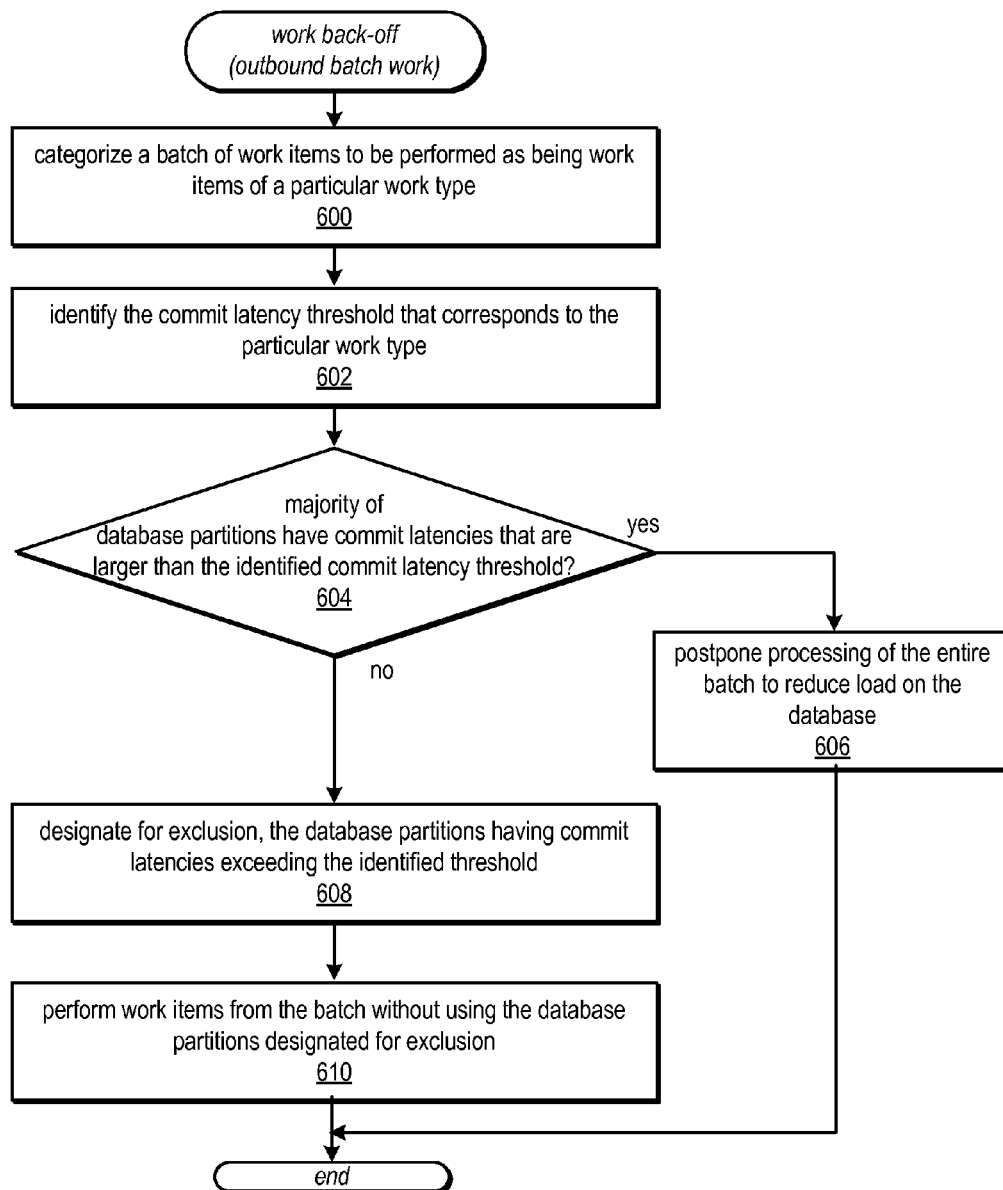 work back-off
(outbound batch work)
categorize a batch of work items to be performed as being work
items of a particular work type
600
identify the commit latency threshold that corresponds to the
particular work type
602
majority of
database partitions have commit latencies that are
larger than the identified commit latency threshold?
604
yes
no
postpone processing of the entire
batch to reduce load on the
database
606
designate for exclusion, the database partitions having commit
latencies exceeding the identified threshold
608
perform work items from the batch without using the database
partitions designated for exclusion
610
end